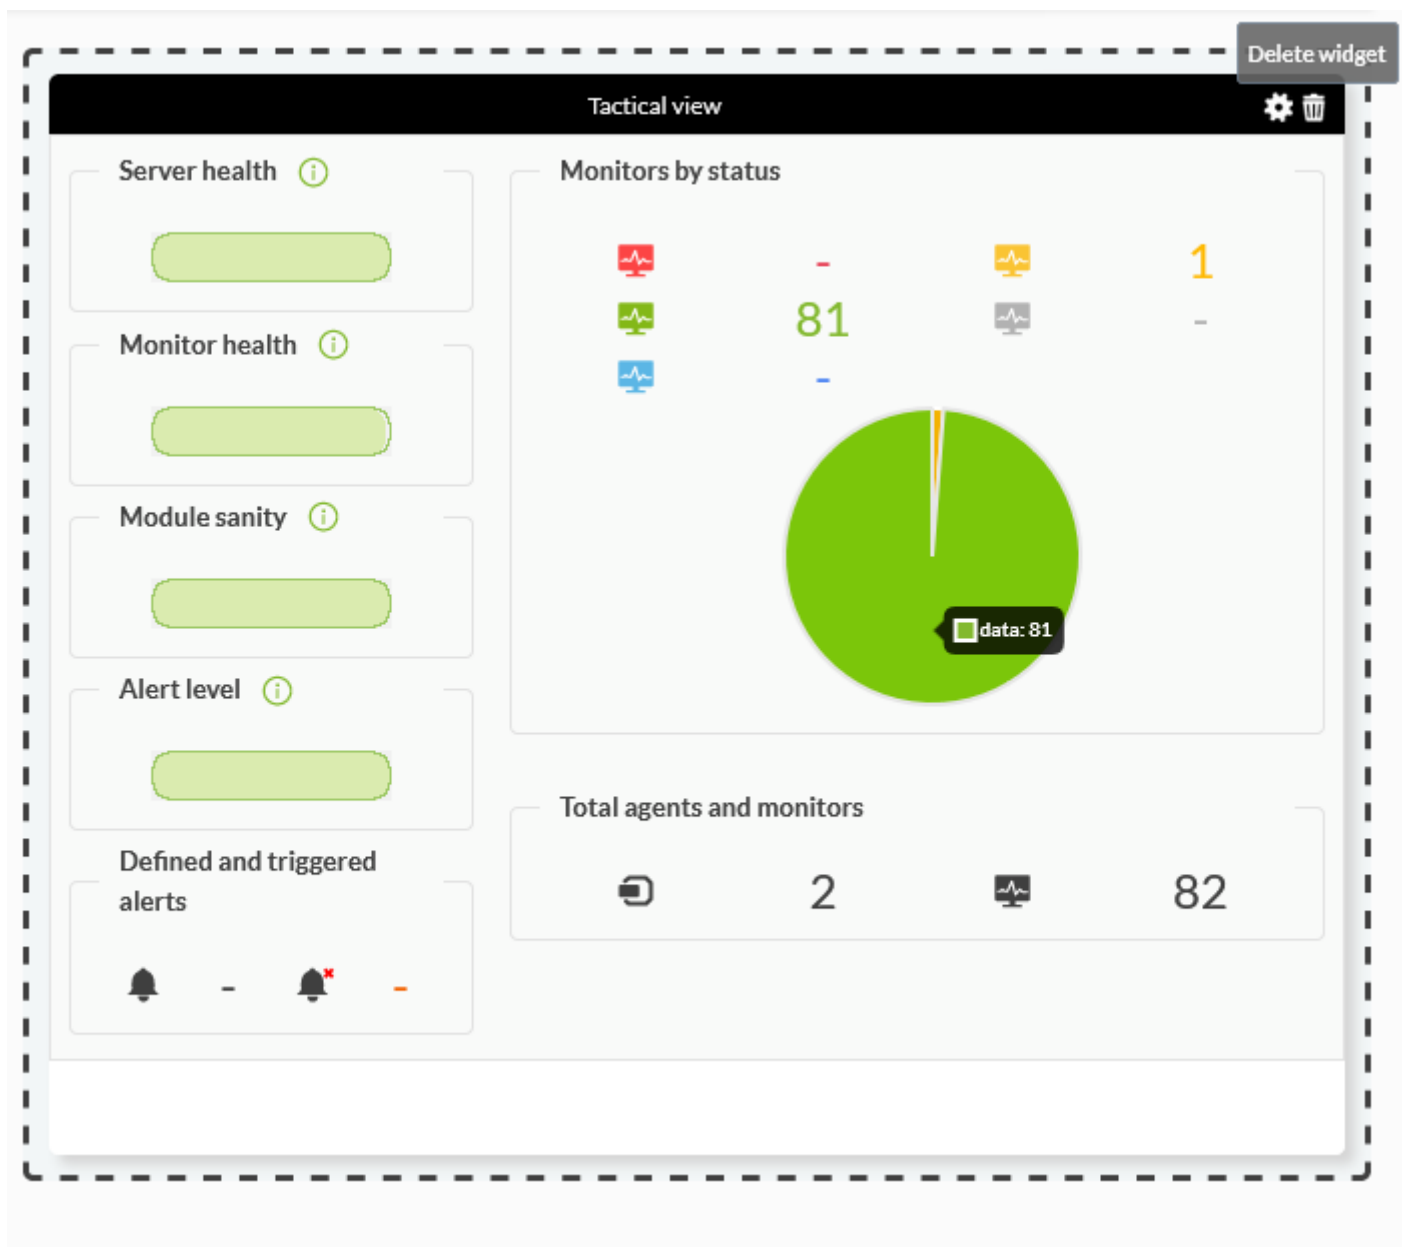 Delete widget
Tactical view
Server health
Monitor health
Module sanity
Alert level
Defined and triggered
alerts
- -
Monitors by status
- 1
81 -
-
data: 81
Total agents and monitors
2 82